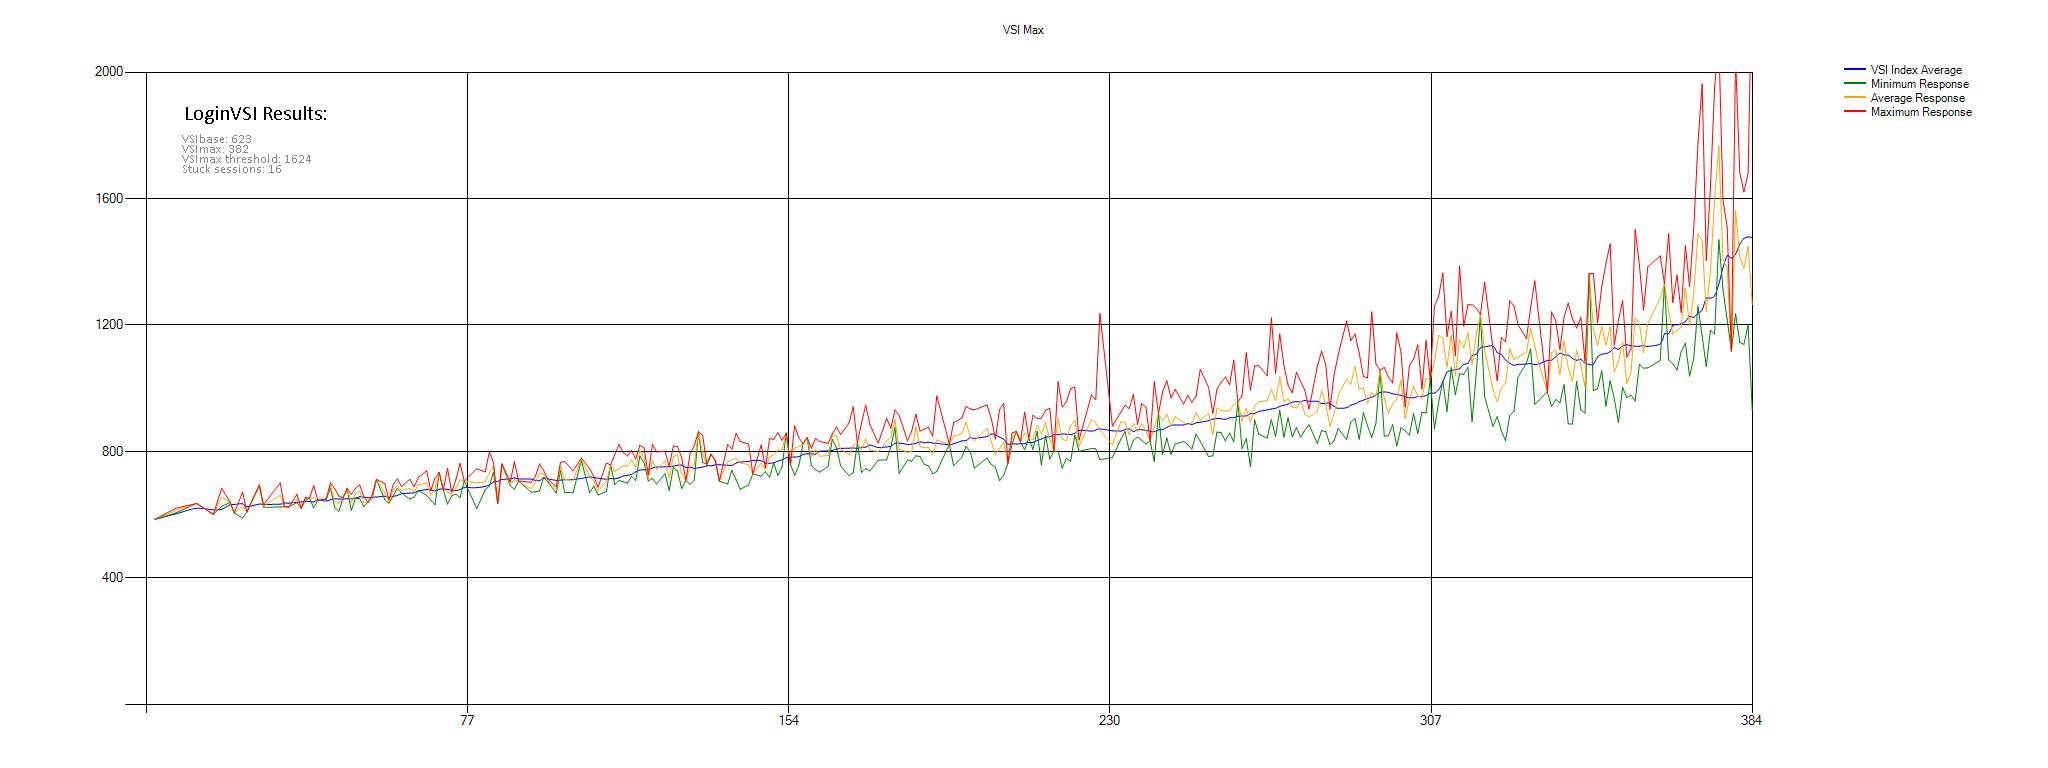 VSI Max
VSI Index Average
Minimum Response
Average Response
Maximum Response
2000
1600
1200
800
400
LoginVSI Results:
VSIbase: 623
VSImax: 382
VSImax threshold: 1624
Stuck sessions: 16
77
154
230
307
384